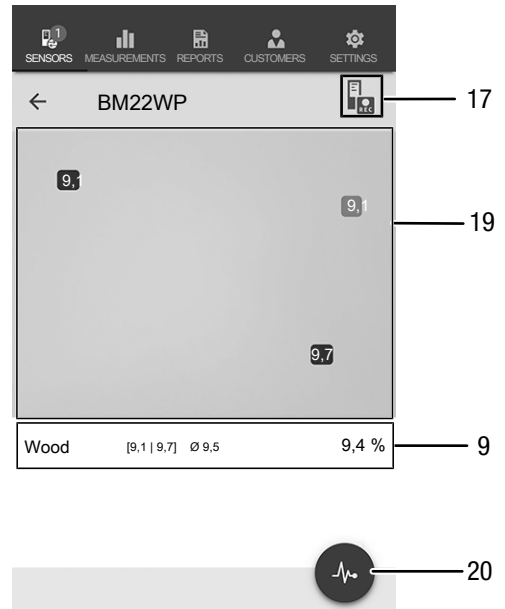 1
SENSORS MEASUREMENTS REPORTS CUSTOMERS SETTINGS
← BM22WP
REC
17
9,1
9,1
19
9,7
Wood [9,1 | 9,7] Ø 9,5 9,4 %
9
20